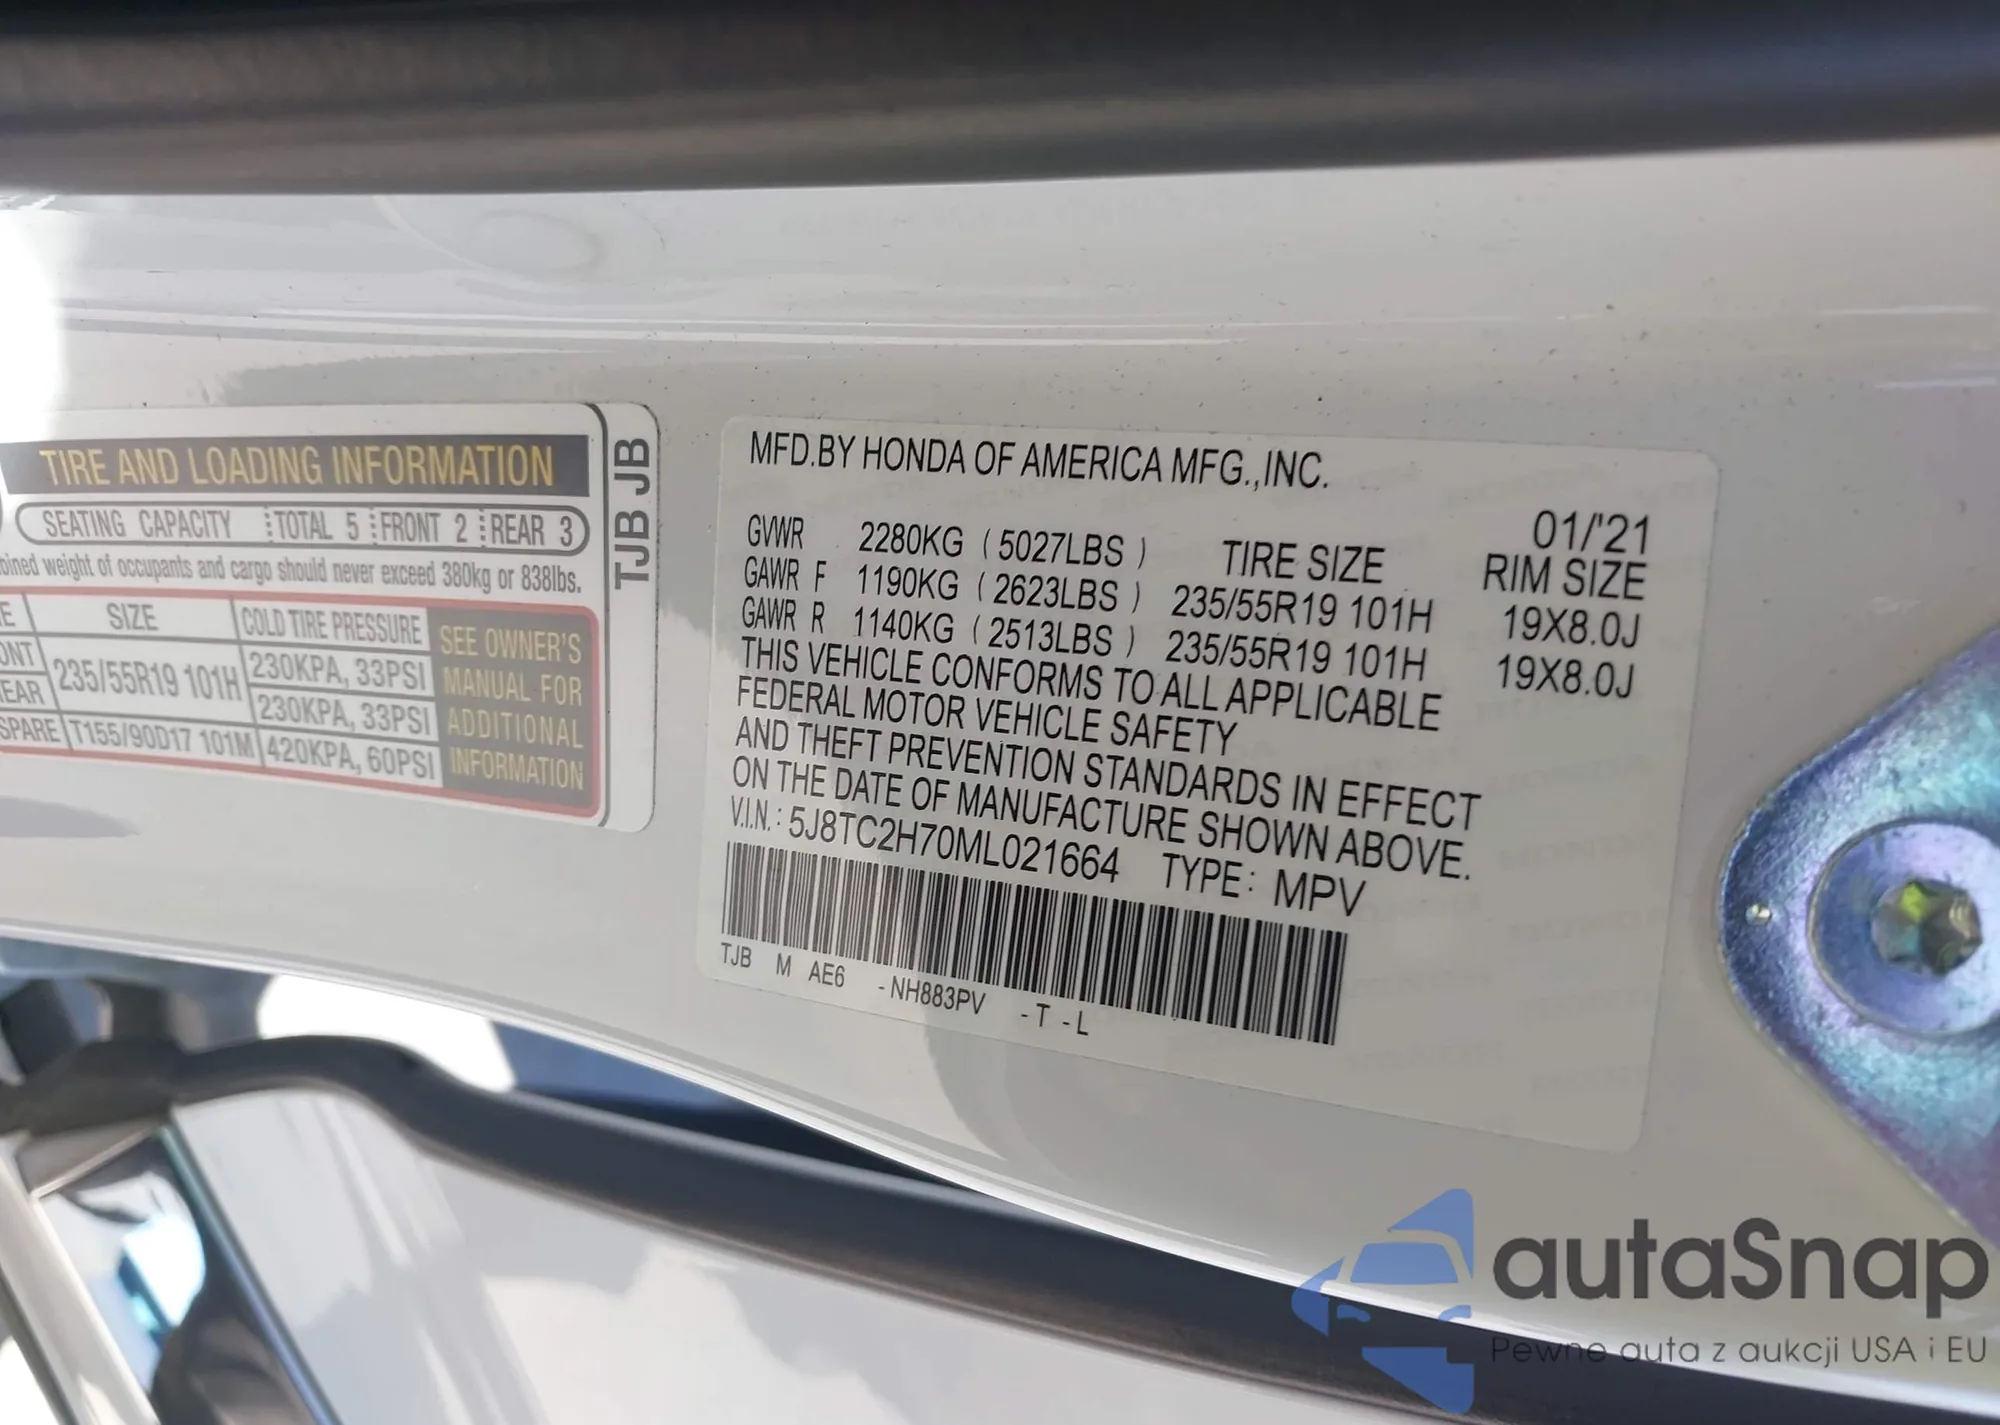 TIRE AND LOADING INFORMATION
SEATING CAPACITY TOTAL 5 FRONT 2 REAR 3
weight of occupants and cargo should never exceed 380kg or 838lbs.
SIZE COLD TIRE PRESSURE
235/55R19 101H 230KPA, 33PSI
230KPA, 33PSI
SPARE T155/90D17 101M 420KPA, 60PSI
SEE OWNER'S
MANUAL FOR
ADDITIONAL
INFORMATION
TJB JB
MFD.BY HONDA OF AMERICA MFG.,INC.
01/'21
GVWR 2280KG (5027LBS) TIRE SIZE RIM SIZE
GAWR F 1190KG (2623LBS) 235/55R19 101H 19X8.0J
GAWR R 1140KG (2513LBS) 235/55R19 101H 19X8.0J
THIS VEHICLE CONFORMS TO ALL APPLICABLE
FEDERAL MOTOR VEHICLE SAFETY
AND THEFT PREVENTION STANDARDS IN EFFECT
ON THE DATE OF MANUFACTURE SHOWN ABOVE.
V.I.N.: 5J8TC2H70ML021664 TYPE: MPV
TJB M AE6 -NH883PV -T -L
autaSnap
Pewne auta z aukcji USA i EU